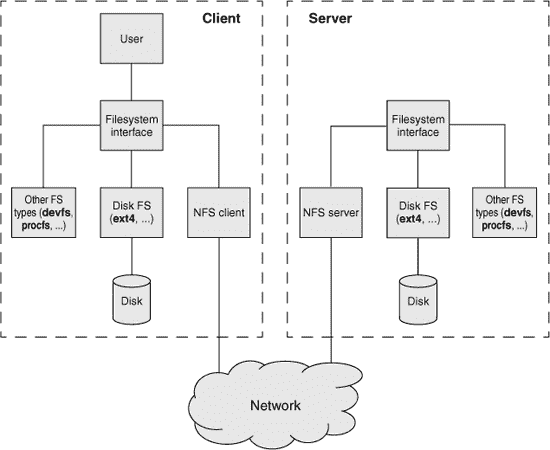 Client
Server
User
Filesystem
interface
Filesystem
interface
Other FS
types (devfs,
procfs, ...)
Disk FS
(ext4, ...)
NFS client
NFS server
Disk FS
(ext4, ...)
Other FS
types (devfs,
procfs, ...)
Disk
Disk
Network